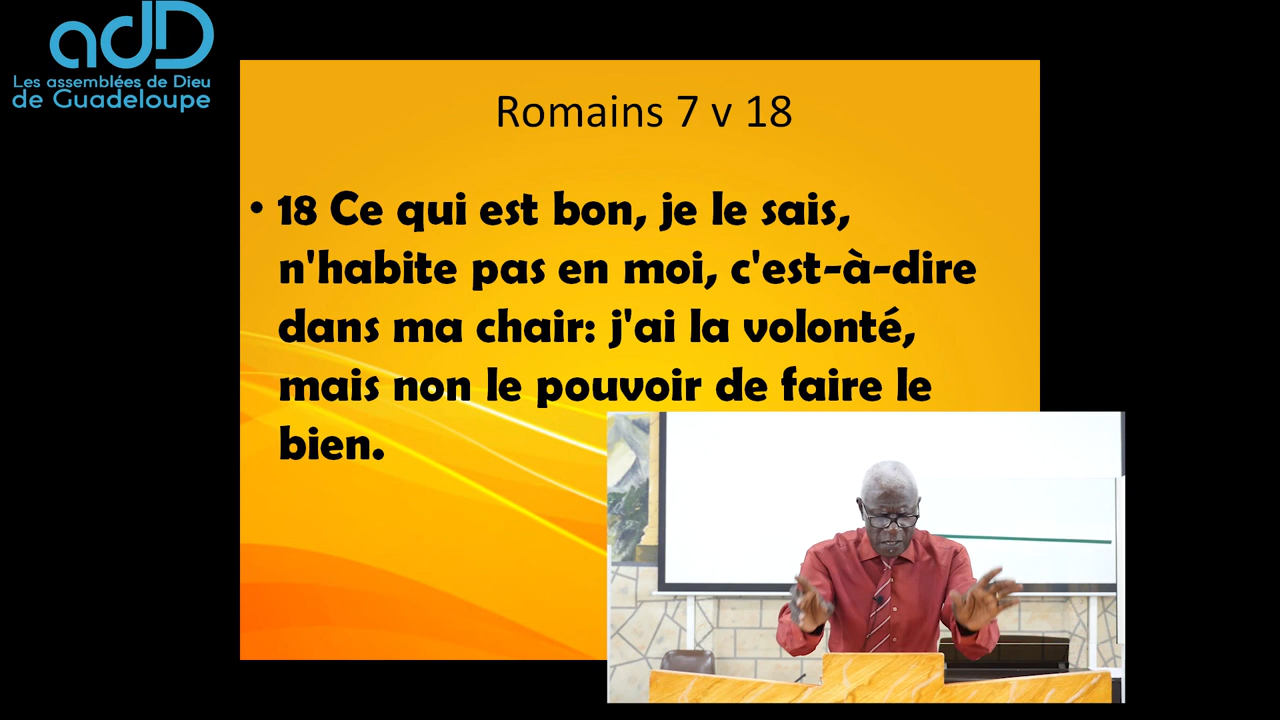 adD
Les assemblées de Dieu
de Guadeloupe
Romains 7 v 18
• 18 Ce qui est bon, je le sais,
n'habite pas en moi, c'est-à-dire
dans ma chair: j'ai la volonté,
mais non le pouvoir de faire le
bien.